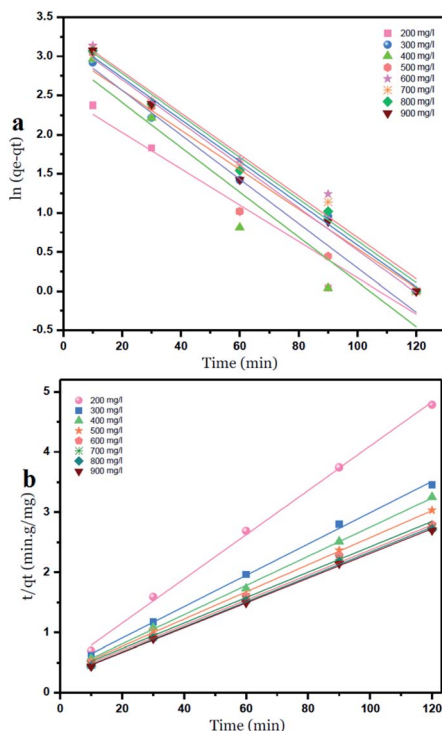 3.5
3.0
2.5
2.0
1.5
1.0
0.5
0.0
-0.5
ln (qe-qt)
a
200 mg/l
300 mg/l
400 mg/l
500 mg/l
600 mg/l
700 mg/l
800 mg/l
900 mg/l
0 20 40 60 80 100 120
Time (min)
5
4
3
2
1
0
t/qt (min.g/mg)
b
200 mg/l
300 mg/l
400 mg/l
500 mg/l
600 mg/l
700 mg/l
800 mg/l
900 mg/l
0 20 40 60 80 100 120
Time (min)